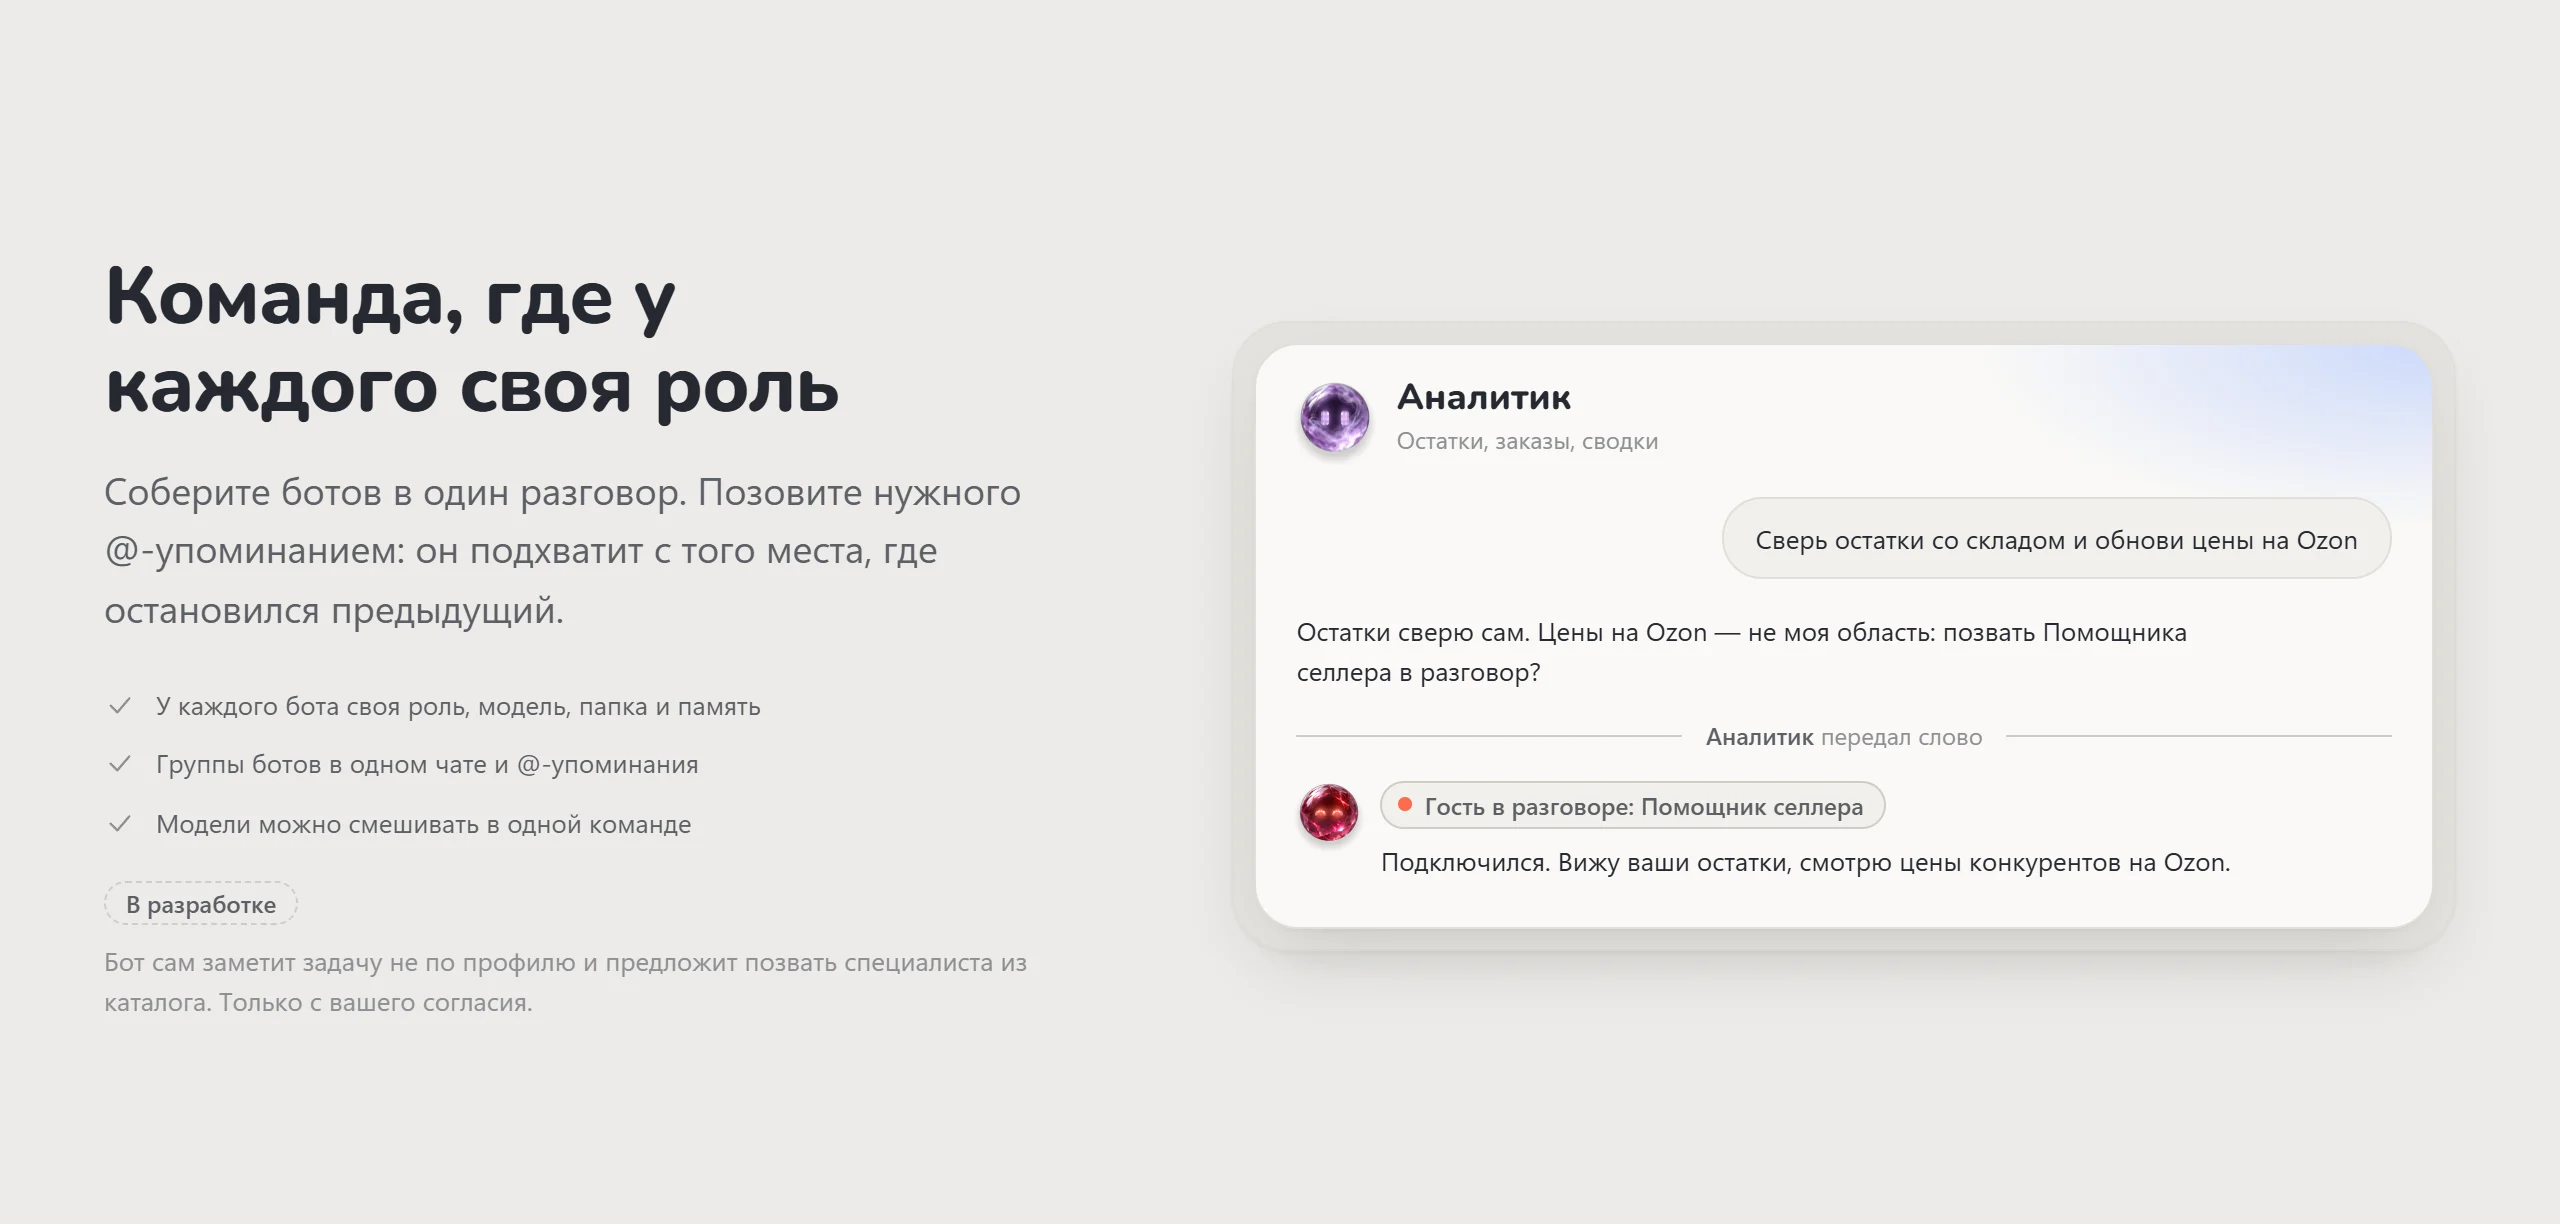 Команда, где у
каждого своя роль
Соберите ботов в один разговор. Позовите нужного
@-упоминанием: он подхватит с того места, где
остановился предыдущий.
У каждого бота своя роль, модель, папка и память
Группы ботов в одном чате и @-упоминания
Модели можно смешивать в одной команде
В разработке
Бот сам заметит задачу не по профилю и предложит позвать специалиста из
каталога. Только с вашего согласия.
Аналитик
Остатки, заказы, сводки
Сверь остатки со складом и обнови цены на Ozon
Остатки сверю сам. Цены на Ozon — не моя область: позвать Помощника
селлера в разговор?
Аналитик передал слово
Гость в разговоре: Помощник селлера
Подключился. Вижу ваши остатки, смотрю цены конкурентов на Ozon.